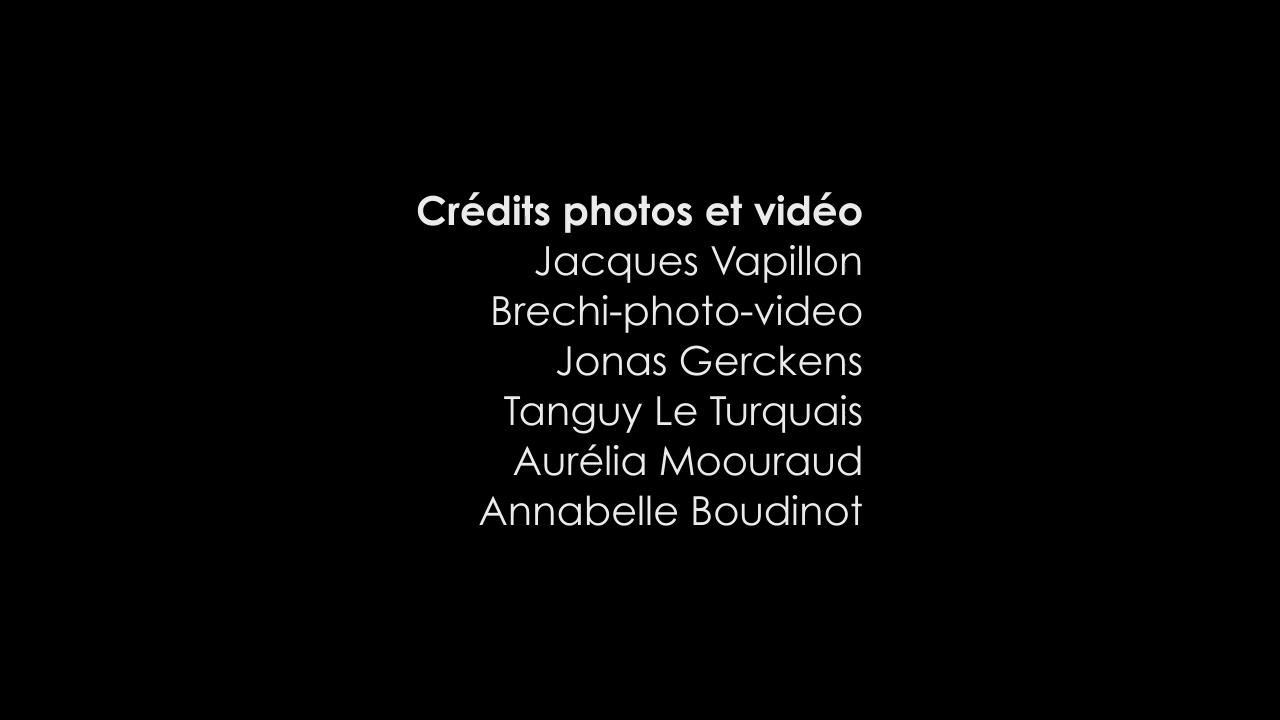 Crédits photos et vidéo
Jacques Vapillon
Brechi-photo-video
Jonas Gerckens
Tanguy Le Turquais
Aurélia Moouraud
Annabelle Boudinot